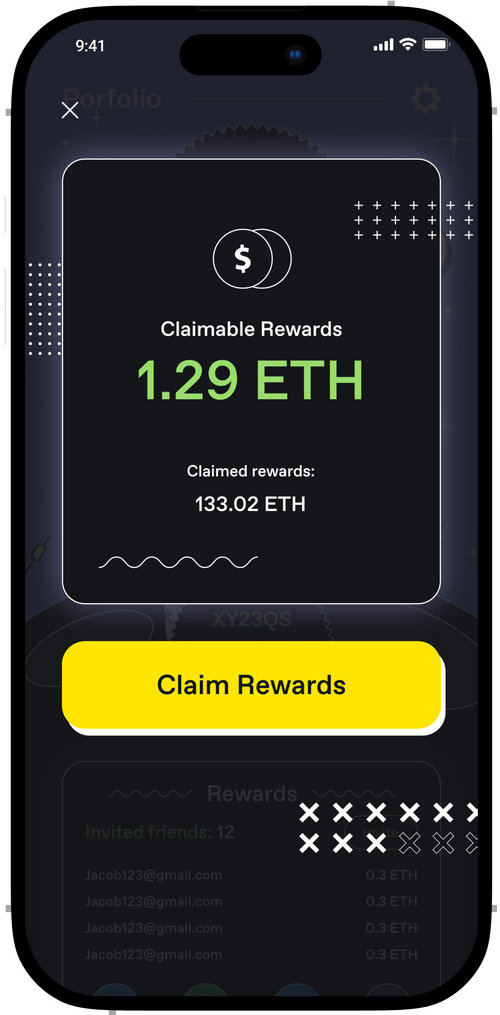 9:41
Porfolio
$
Claimable Rewards
1.29 ETH
Claimed rewards:
133.02 ETH
XY23QS
Claim Rewards
Rewards
Invited friends: 12
Jacob123@gmail.com 0.3 ETH
Jacob123@gmail.com 0.3 ETH
Jacob123@gmail.com 0.3 ETH
Jacob123@gmail.com 0.3 ETH